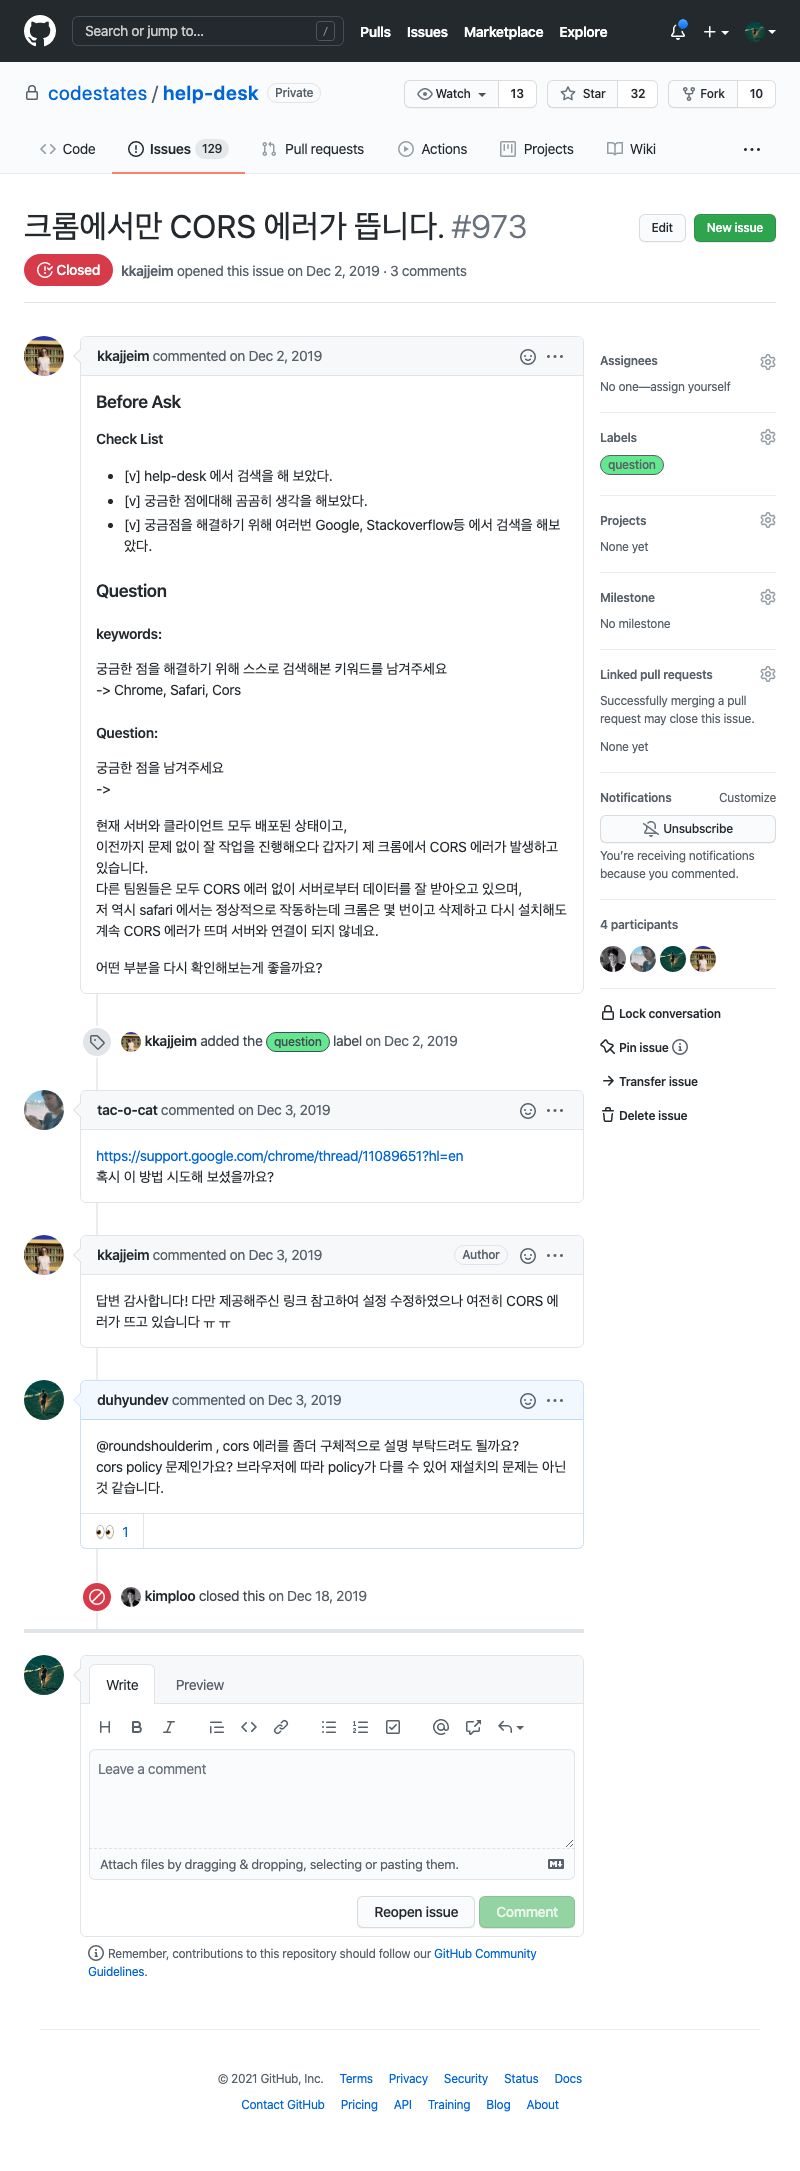 Search or jump to... /
Pulls Issues Marketplace Explore
codestates / help-desk Private
Watch 13 Star 32 Fork 10
Code Issues 129 Pull requests Actions Projects Wiki ...
크롬에서만 CORS 에러가 뜹니다. #973
Edit New issue
Closed kkajjeim opened this issue on Dec 2, 2019 · 3 comments
kkajjeim commented on Dec 2, 2019
Before Ask
Check List
• [v] help-desk 에서 검색을 해 보았다.
• [v] 궁금한 점에대해 곰곰히 생각을 해보았다.
• [v] 궁금점을 해결하기 위해 여러번 Google, Stackoverflow등 에서 검색을 해보
았다.
Question
keywords:
궁금한 점을 해결하기 위해 스스로 검색해본 키워드를 남겨주세요
-> Chrome, Safari, Cors
Question:
궁금한 점을 남겨주세요
->
현재 서버와 클라이언트 모두 배포된 상태이고,
이전까지 문제 없이 잘 작업을 진행해오다 갑자기 제 크롬에서 CORS 에러가 발생하고
있습니다.
다른 팀원들은 모두 CORS 에러 없이 서버로부터 데이터를 잘 받아오고 있으며,
저 역시 safari 에서는 정상적으로 작동하는데 크롬은 몇 번이고 삭제하고 다시 설치해도
계속 CORS 에러가 뜨며 서버와 연결이 되지 않네요.
어떤 부분을 다시 확인해보는게 좋을까요?
kkajjeim added the question label on Dec 2, 2019
tac-o-cat commented on Dec 3, 2019
https://support.google.com/chrome/thread/11089651?hl=en
혹시 이 방법 시도해 보셨을까요?
kkajjeim commented on Dec 3, 2019 Author
답변 감사합니다! 다만 제공해주신 링크 참고하여 설정 수정하였으나 여전히 CORS 에
러가 뜨고 있습니다 ㅠ ㅠ
duhyundev commented on Dec 3, 2019
@roundshoulderim , cors 에러를 좀더 구체적으로 설명 부탁드려도 될까요?
cors policy 문제인가요? 브라우저에 따라 policy가 다를 수 있어 재설치의 문제는 아닌
것 같습니다.
👀 1
kimploo closed this on Dec 18, 2019
Write Preview
H B I
Leave a comment
Attach files by dragging & dropping, selecting or pasting them.
Reopen issue Comment
Remember, contributions to this repository should follow our GitHub Community
Guidelines.
Assignees
No one—assign yourself
Labels
question
Projects
None yet
Milestone
No milestone
Linked pull requests
Successfully merging a pull
request may close this issue.
None yet
Notifications Customize
Unsubscribe
You're receiving notifications
because you commented.
4 participants
Lock conversation
Pin issue
Transfer issue
Delete issue
© 2021 GitHub, Inc. Terms Privacy Security Status Docs
Contact GitHub Pricing API Training Blog About